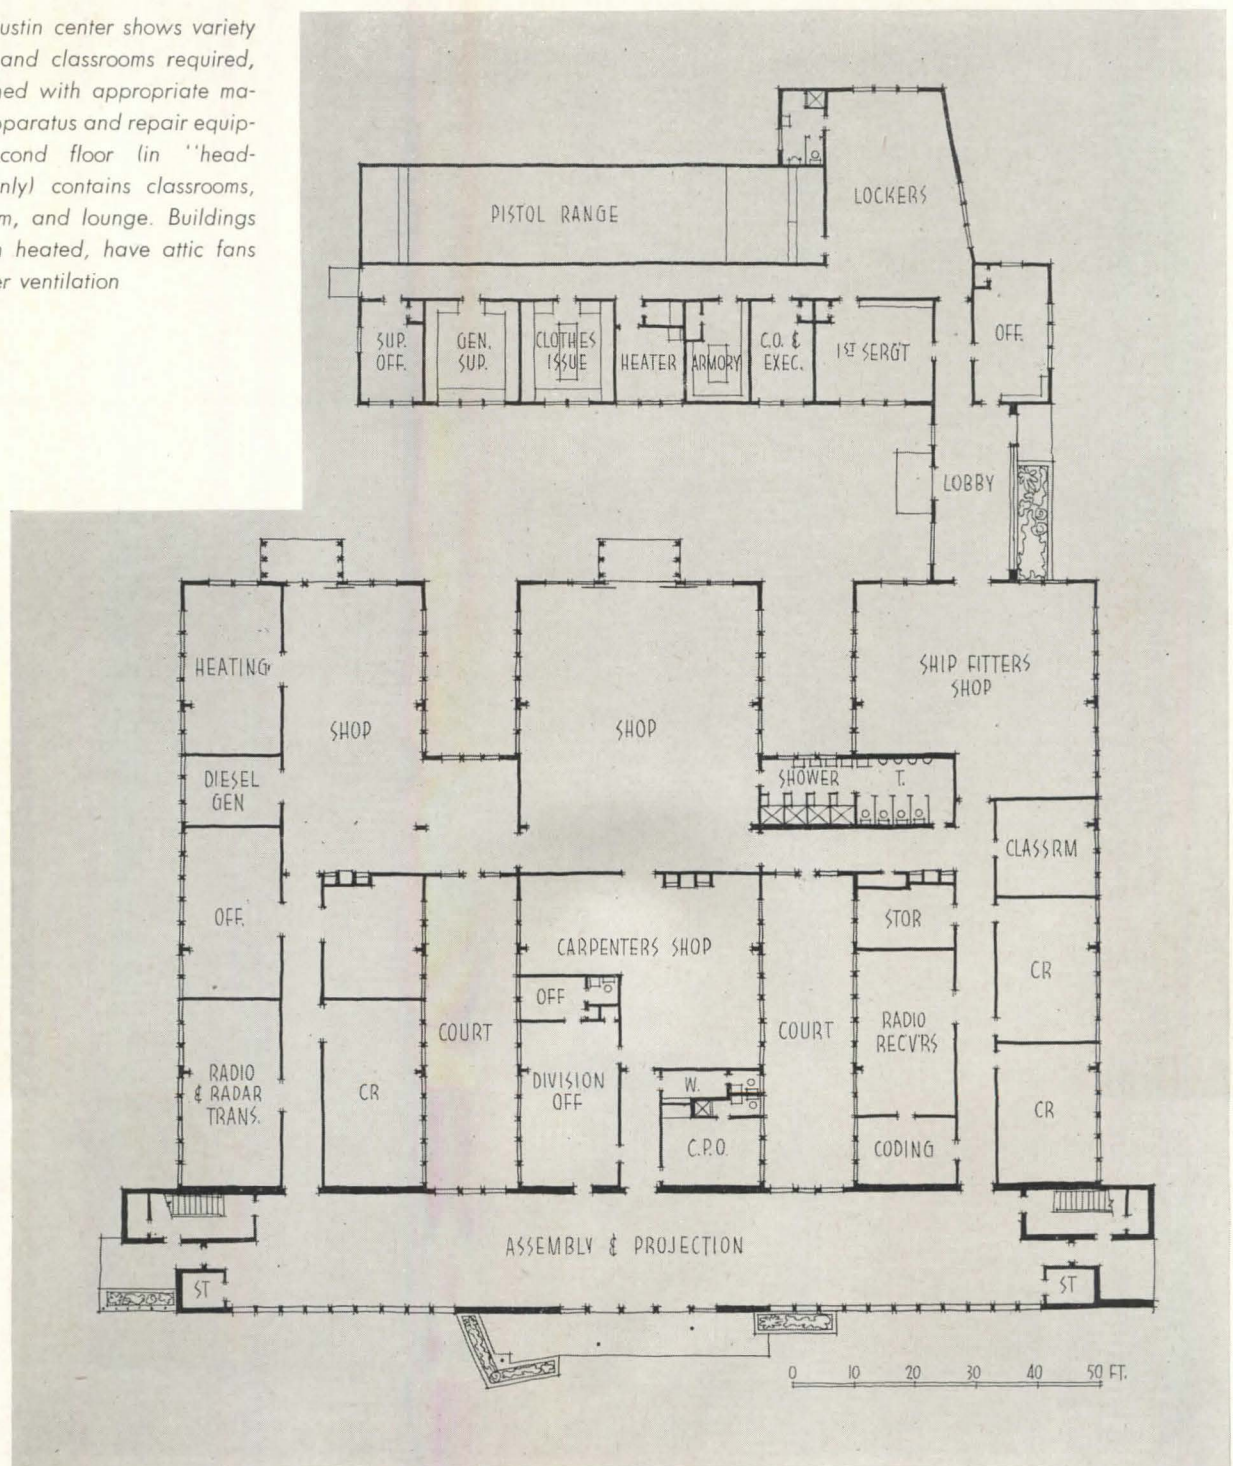 ustin center shows variety
and classrooms required,
ed with appropriate ma-
paratus and repair equip-
cond floor (in "head-
nly) contains classrooms,
m, and lounge. Buildings
heated, have attic fans
er ventilation
LOCKERS
PISTOL RANGE
SUP.
OFF.
GEN.
SUP.
CLOTHES
ISSUE
HEATER
ARMORY
C.O. &
EXEC.
1ST SERG'T
OFF.
LOBBY
HEATING
SHOP
SHOP
SHIP FITTERS
SHOP
DIESEL
GEN
SHOWER
T.
CLASSRM
OFF.
CARPENTERS SHOP
STOR
CR
OFF
COURT
COURT
RADIO
RECV'RS
RADIO
& RADAR
TRANS.
CR
DIVISION
OFF
W.
C.P.O.
CODING
CR
ASSEMBLY & PROJECTION
ST
ST
0 10 20 30 40 50 FT.